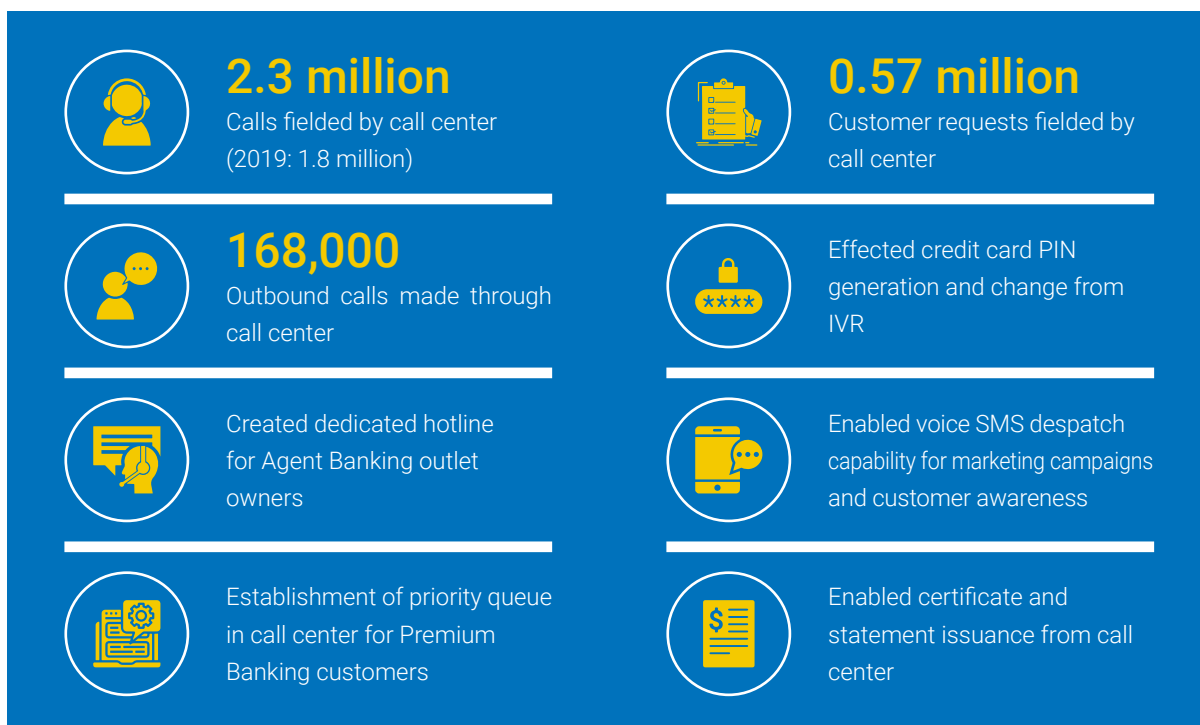 2.3 million
Calls fielded by call center
(2019: 1.8 million)
0.57 million
Customer requests fielded by
call center
168,000
Outbound calls made through
call center
Effected credit card PIN
generation and change from
IVR
****
Created dedicated hotline
for Agent Banking outlet
owners
Enabled voice SMS despatch
capability for marketing campaigns
and customer awareness
Establishment of priority queue
in call center for Premium
Banking customers
$
Enabled certificate and
statement issuance from call
center